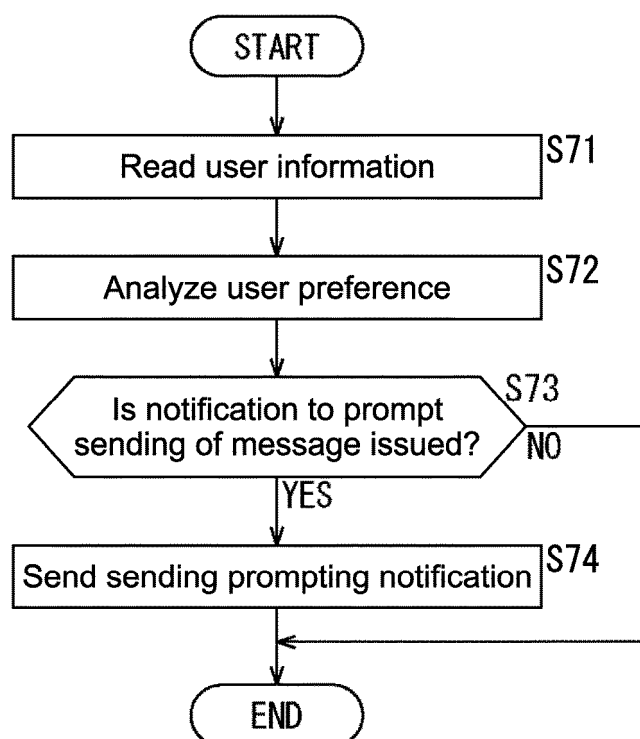 START
Read user information
S71
Analyze user preference
S72
Is notification to prompt
sending of message issued?
S73
NO
YES
Send sending prompting notification
S74
END